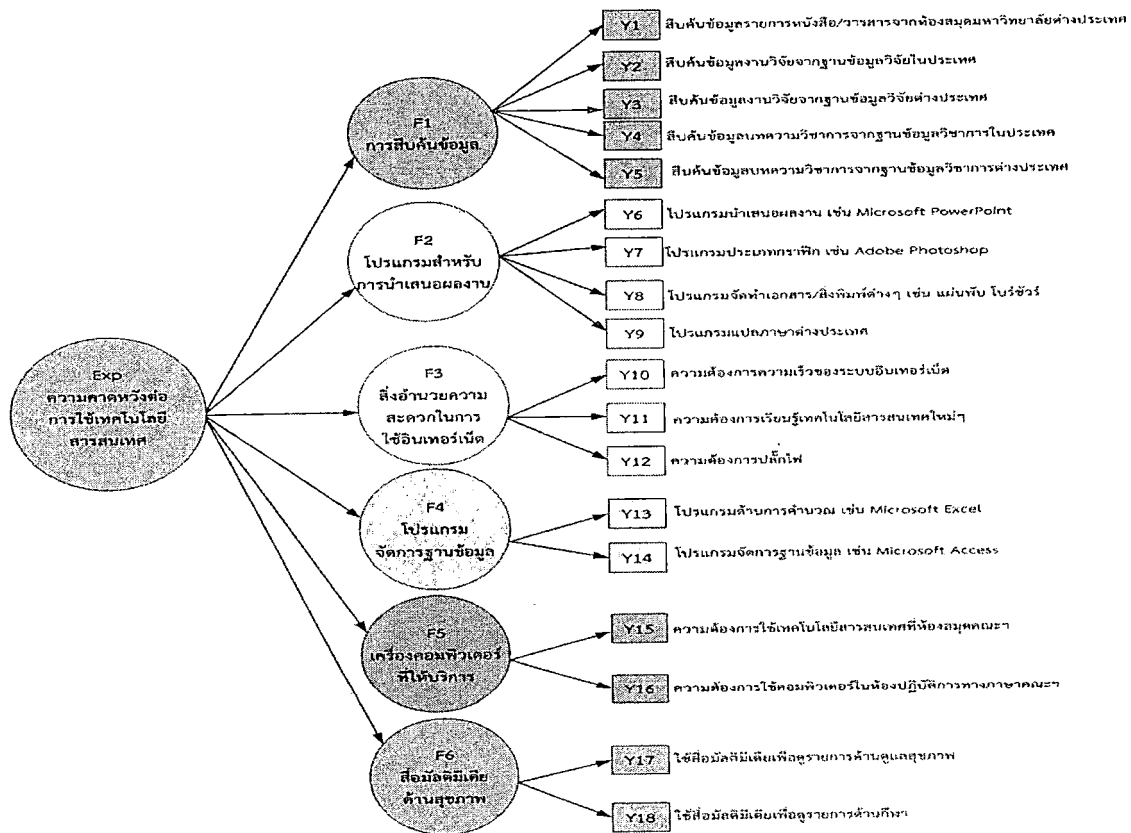 Exp
ความคาดหวังต่อ
การใช้เทคโนโลยี
สารสนเทศ
F1
การสืบค้นข้อมูล
Y1 สืบค้นข้อมูลรายการหนังสือ/วารสารจากห้องสมุดมหาวิทยาลัยต่างประเทศ
Y2 สืบค้นข้อมูลงานวิจัยจากฐานข้อมูลวิจัยในประเทศ
Y3 สืบค้นข้อมูลงานวิจัยจากฐานข้อมูลวิจัยต่างประเทศ
Y4 สืบค้นข้อมูลบทความวิชาการจากฐานข้อมูลวิชาการในประเทศ
Y5 สืบค้นข้อมูลบทความวิชาการจากฐานข้อมูลวิชาการต่างประเทศ
F2
โปรแกรมสำหรับ
การนำเสนอผลงาน
Y6 โปรแกรมนำเสนอผลงาน เช่น Microsoft PowerPoint
Y7 โปรแกรมประเภทกราฟิก เช่น Adobe Photoshop
Y8 โปรแกรมจัดทำเอกสาร/สิ่งพิมพ์ต่างๆ เช่น แผ่นพับ โบร์ชัวร์
Y9 โปรแกรมแปลภาษาต่างประเทศ
F3
สิ่งอำนวยความ
สะดวกในการ
ใช้อินเทอร์เน็ต
Y10 ความต้องการความเร็วของระบบอินเทอร์เน็ต
Y11 ความต้องการเรียนรู้เทคโนโลยีสารสนเทศใหม่ๆ
Y12 ความต้องการปลั๊กไฟ
F4
โปรแกรม
จัดการฐานข้อมูล
Y13 โปรแกรมด้านการคำนวณ เช่น Microsoft Excel
Y14 โปรแกรมจัดการฐานข้อมูล เช่น Microsoft Access
F5
เครื่องคอมพิวเตอร์
ที่ให้บริการ
Y15 ความต้องการใช้เทคโนโลยีสารสนเทศที่ห้องสมุดคณะฯ
Y16 ความต้องการใช้คอมพิวเตอร์ในห้องปฏิบัติการทางภาษาคณะฯ
F6
สื่อมัลติมีเดีย
ด้านสุขภาพ
Y17 ใช้สื่อมัลติมีเดียเพื่อดูรายการด้านดูแลสุขภาพ
Y18 ใช้สื่อมัลติมีเดียเพื่อดูรายการด้านกีฬา